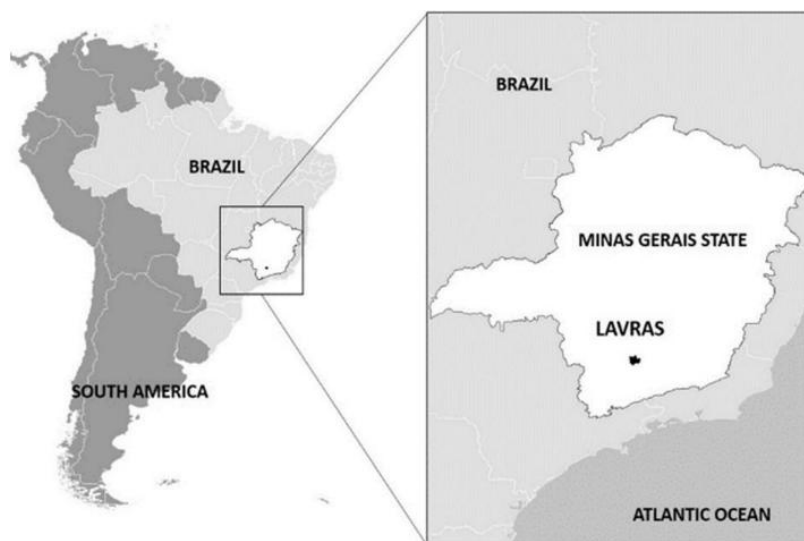 BRAZIL
SOUTH AMERICA
BRAZIL
MINAS GERAIS STATE
LAVRAS
ATLANTIC OCEAN